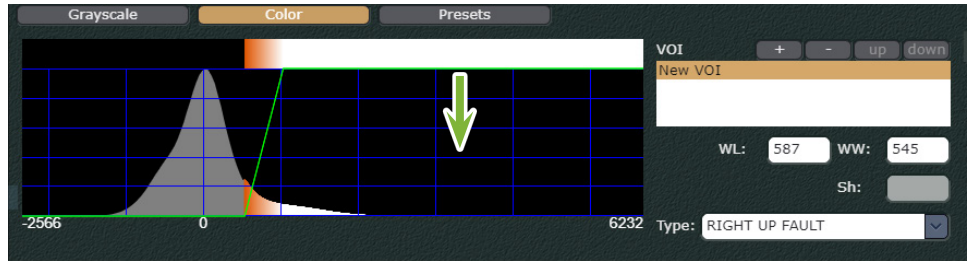 Grayscale Color Presets
VOI + - up down
New VOI
WL: 587 WW: 545
Sh:
-2566 0 6232
Type: RIGHT UP FAULT